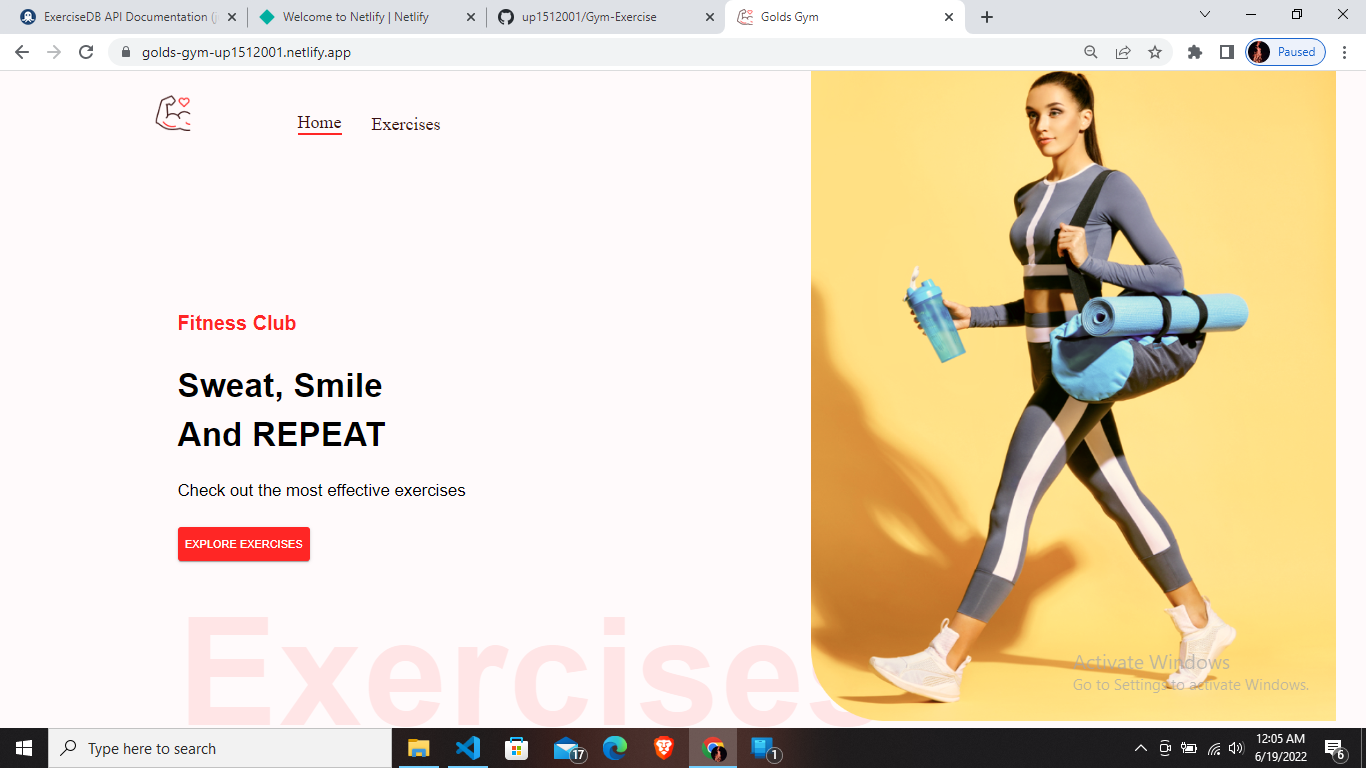 ExerciseDB API Documentation (
Welcome to Netlify | Netlify
up1512001/Gym-Exercise
Golds Gym
golds-gym-up1512001.netlify.app
Paused
Home
Exercises
Fitness Club
Sweat, Smile
And REPEAT
Check out the most effective exercises
EXPLORE EXERCISES
Exercises
Activate Windows
Go to Settings to activate Windows.
Type here to search
17
1
12:05 AM
6/19/2022
6